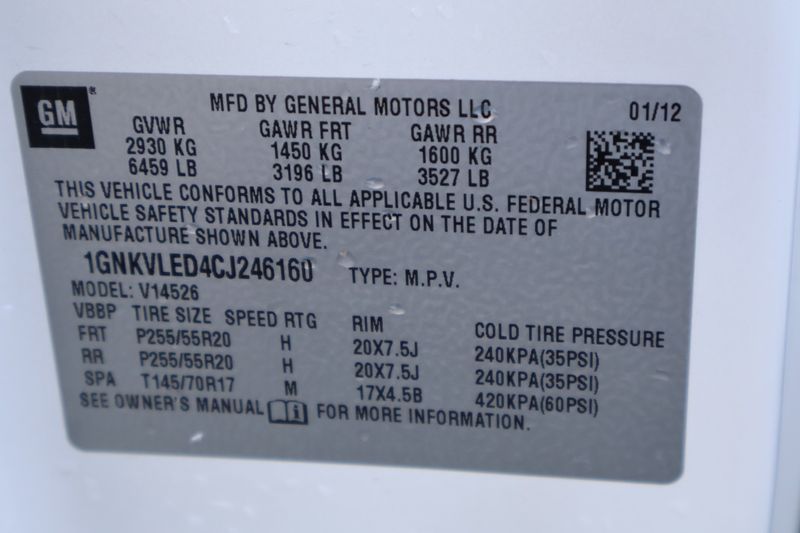 GM®
MFD BY GENERAL MOTORS LLC 01/12
GVWR GAWR FRT GAWR RR
2930 KG 1450 KG 1600 KG
6459 LB 3196 LB 3527 LB
THIS VEHICLE CONFORMS TO ALL APPLICABLE U.S. FEDERAL MOTOR
VEHICLE SAFETY STANDARDS IN EFFECT ON THE DATE OF
MANUFACTURE SHOWN ABOVE.
1GNKVLED4CJ246160 TYPE: M.P.V.
MODEL: V14526
VBBP TIRE SIZE SPEED RTG RIM COLD TIRE PRESSURE
FRT P255/55R20 H 20X7.5J 240KPA(35PSI)
RR P255/55R20 H 20X7.5J 240KPA(35PSI)
SPA T145/70R17 M 17X4.5B 420KPA(60PSI)
SEE OWNER'S MANUAL i FOR MORE INFORMATION.